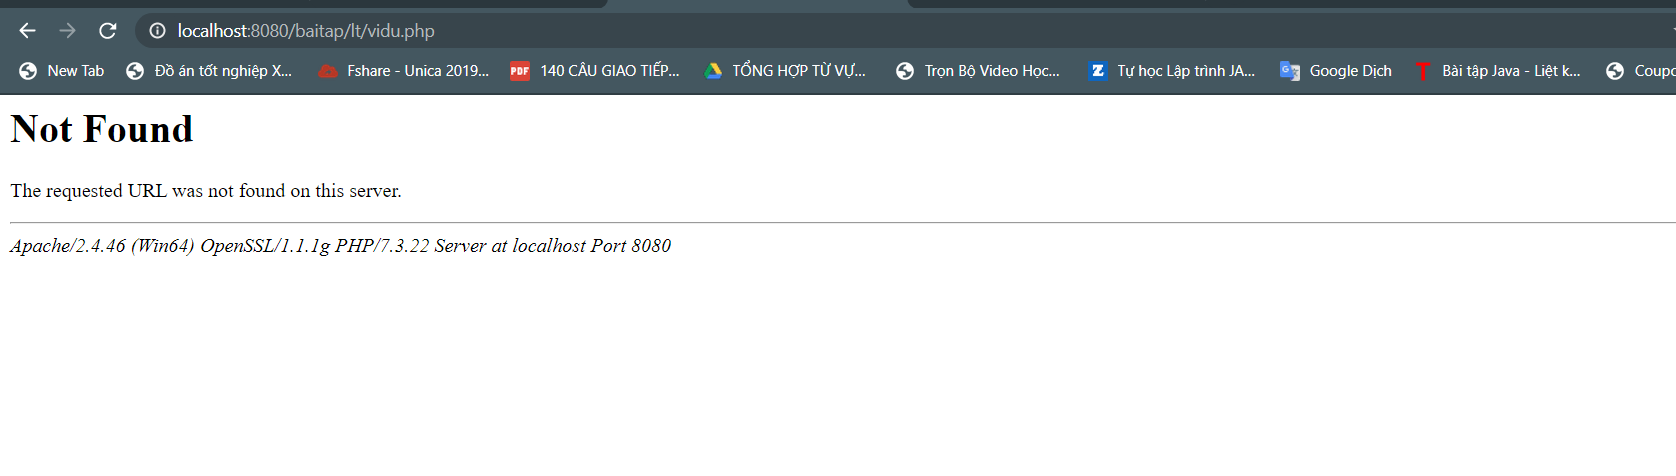 localhost:8080/baitap/lt/vidu.php
New Tab Đồ án tốt nghiệp X... Fshare - Unica 2019... PDF 140 CÂU GIAO TIẾP... TỔNG HỢP TỪ VỰ... Trọn Bộ Video Học... Z Tự học Lập trình JA... Google Dịch T Bài tập Java - Liệt k... Coupo
Not Found
The requested URL was not found on this server.
Apache/2.4.46 (Win64) OpenSSL/1.1.1g PHP/7.3.22 Server at localhost Port 8080